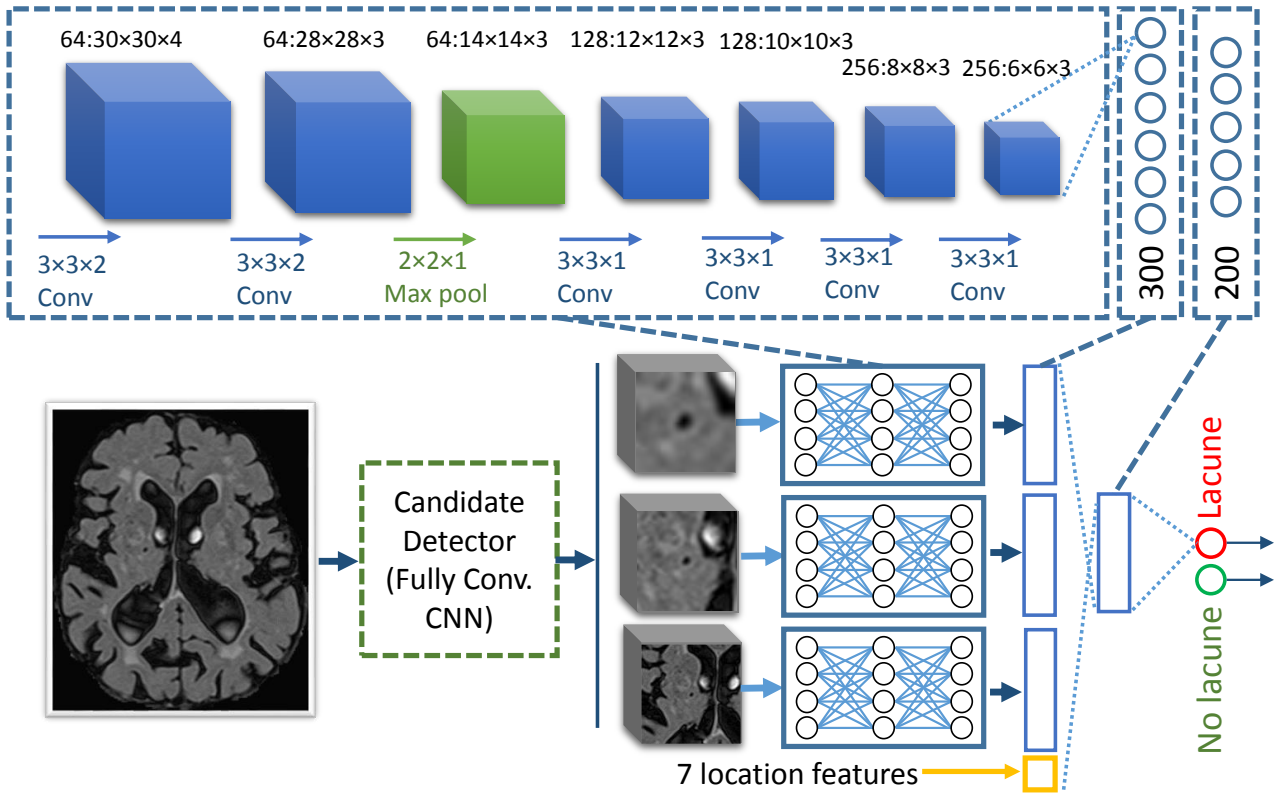 64:30×30×4
64:28×28×3
64:14×14×3
128:12×12×3
128:10×10×3
256:8×8×3
256:6×6×3
3×3×2
Conv
3×3×2
Conv
2×2×1
Max pool
3×3×1
Conv
3×3×1
Conv
3×3×1
Conv
3×3×1
Conv
300
200
Candidate
Detector
(Fully Conv.
CNN)
7 location features
Lacune
No lacune